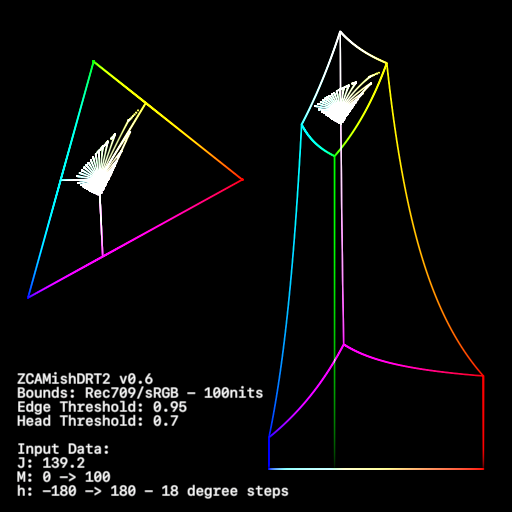 ZCAMishDRT2 v0.6
Bounds: Rec709/sRGB - 100nits
Edge Threshold: 0.95
Head Threshold: 0.7
Input Data:
J: 139.2
M: 0 -> 100
h: -180 -> 180 - 18 degree steps